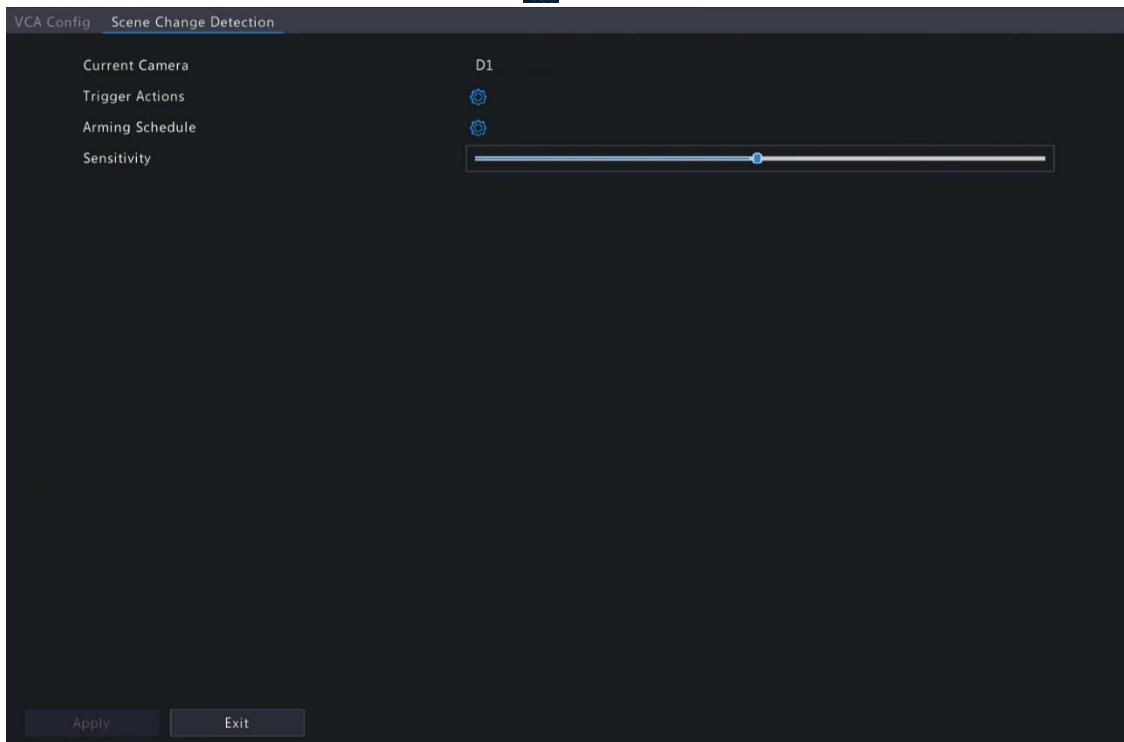 VCA Config Scene Change Detection
Current Camera D1
Trigger Actions
Arming Schedule
Sensitivity
Apply Exit